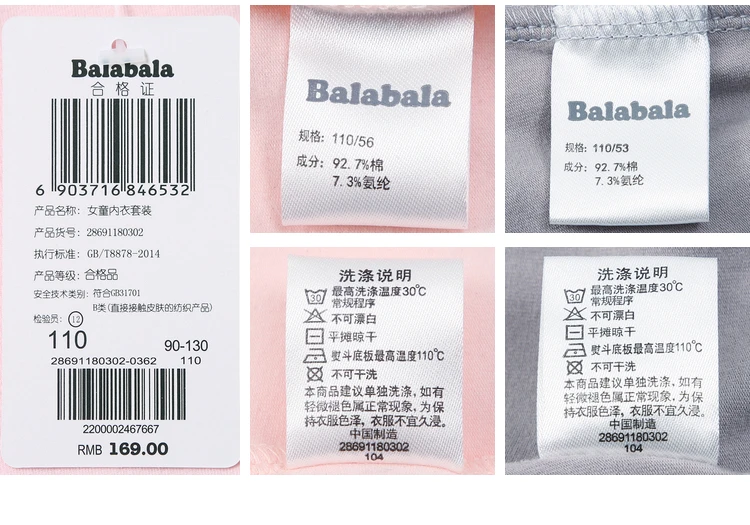 Balabala
合格证
6 903716 846532
产品名称: 女童内衣套装
产品货号: 28691180302
执行标准: GB/T8878-2014
产品等级: 合格品
安全技术类别: 符合GB31701
B类(直接接触皮肤的纺织产品)
检验员: 12
110 90-130
28691180302-0362 110
2200002467667
RMB 169.00
Balabala
规格: 110/56
成分: 92.7%棉
7.3%氨纶
Balabala
规格: 110/53
成分: 92.7%棉
7.3%氨纶
洗涤说明
30 最高洗涤温度30℃
常规程序
不可漂白
平摊晾干
熨斗底板最高温度110℃
不可干洗
本商品建议单独洗涤, 如有
轻微褪色属正常现象, 为保
持衣服色泽, 衣服不宜久浸。
中国制造
28691180302
104
洗涤说明
30 最高洗涤温度30℃
常规程序
不可漂白
平摊晾干
熨斗底板最高温度110℃
不可干洗
本商品建议单独洗涤, 如有
轻微褪色属正常现象, 为保
持衣服色泽, 衣服不宜久浸。
中国制造
28691180302
104